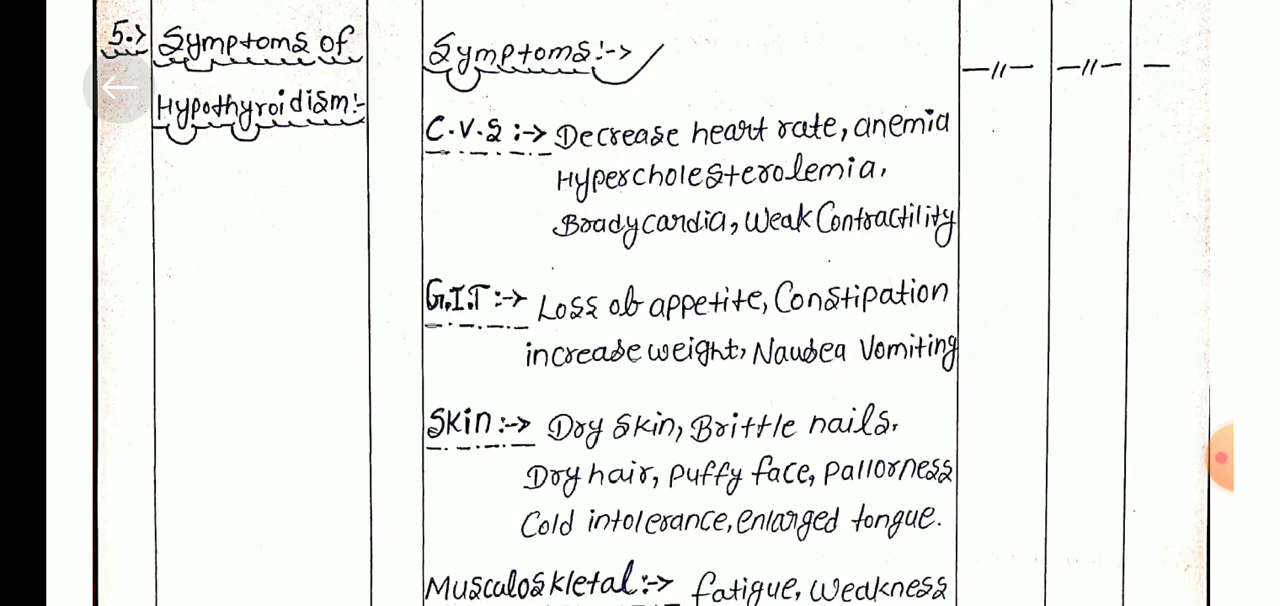 5.> Symptoms of
Hypothyroidism:-
Symptoms:->
C.V.S:-> Decrease heart rate, anemia
Hypercholesterolemia,
Bradycardia, Weak Contractility
G.I.T:-> Loss of appetite, Constipation
increase weight, Nausea Vomiting
Skin:-> Dry Skin, Brittle nails,
Dry hair, puffy face, pallorness
Cold intolerance, enlarged tongue.
Musculoskletal:-> fatigue, Weakness
—//— —//— —